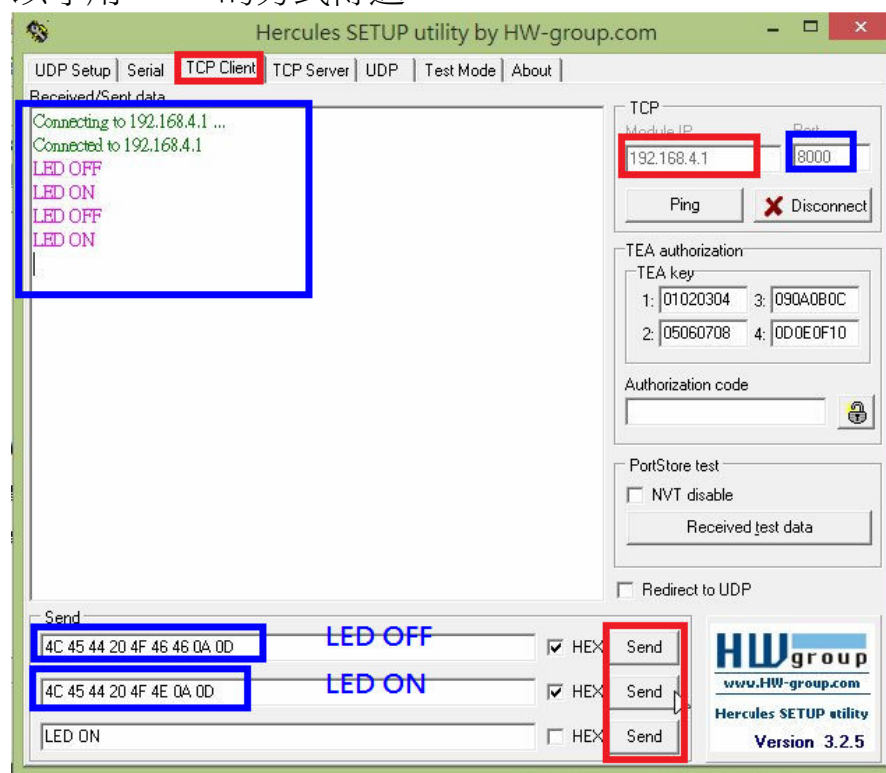 Hercules SETUP utility by HW-group.com
UDP Setup Serial TCP Client TCP Server UDP Test Mode About
Received/Sent data
Connecting to 192.168.4.1 ...
Connected to 192.168.4.1
LED OFF
LED ON
LED OFF
LED ON
TCP
Module IP Port
192.168.4.1 8000
Ping Disconnect
TEA authorization
TEA key
1: 01020304 3: 090A0B0C
2: 05060708 4: 0D0E0F10
Authorization code
PortStore test
NVT disable
Received test data
Redirect to UDP
Send
4C 45 44 20 4F 46 46 0A 0D LED OFF HEX Send
4C 45 44 20 4F 4E 0A 0D LED ON HEX Send
LED ON HEX Send
HWgroup
www.HW-group.com
Hercules SETUP utility
Version 3.2.5